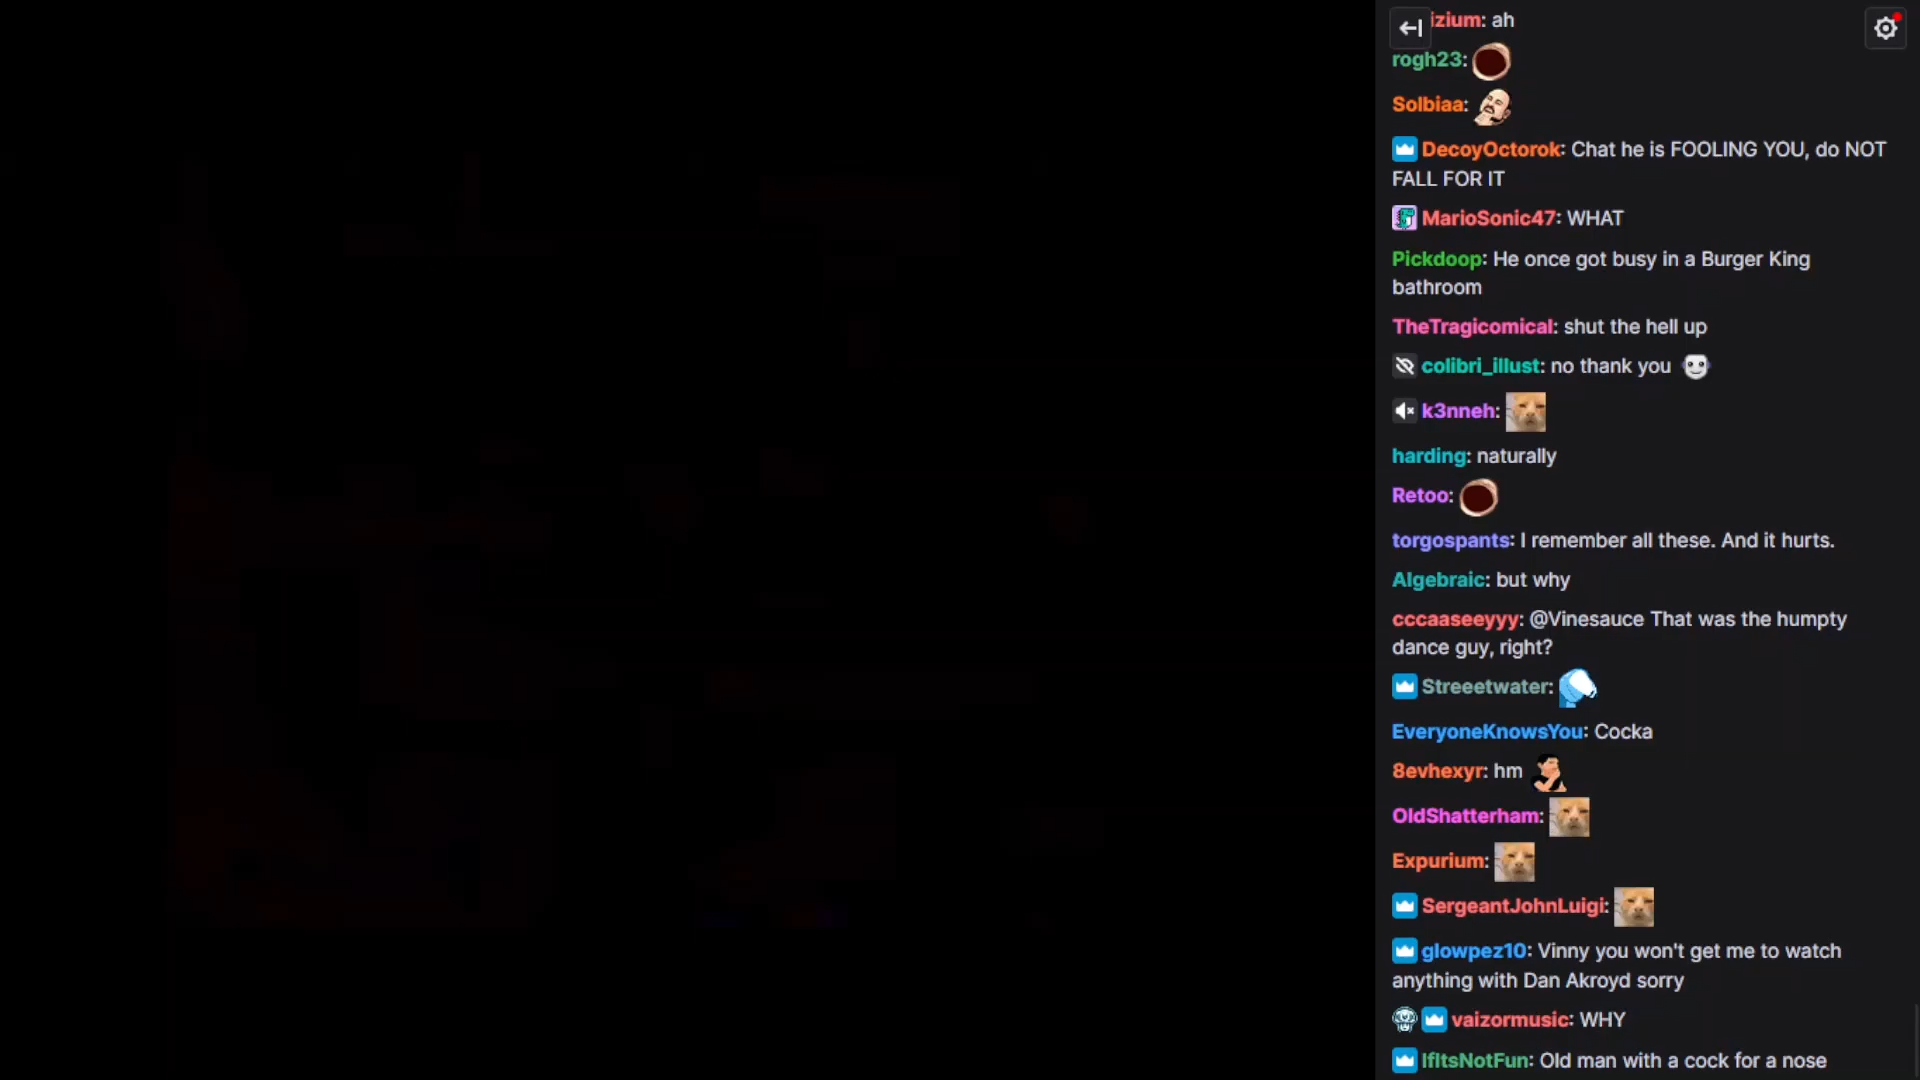 izium: ah
rogh23:
Solbiaa:
DecoyOctorok: Chat he is FOOLING YOU, do NOT
FALL FOR IT
MarioSonic47: WHAT
Pickdoop: He once got busy in a Burger King
bathroom
TheTragicomical: shut the hell up
colibri_illust: no thank you
k3nneh:
harding: naturally
Retoo:
torgospants: I remember all these. And it hurts.
Algebraic: but why
cccaaseeyyy: @Vinesauce That was the humpty
dance guy, right?
Streeetwater:
EveryoneKnowsYou: Cocka
8evhexyr: hm
OldShatterham:
Expurium:
SergeantJohnLuigi:
glowpez10: Vinny you won't get me to watch
anything with Dan Akroyd sorry
vaizormusic: WHY
IfItsNotFun: Old man with a cock for a nose